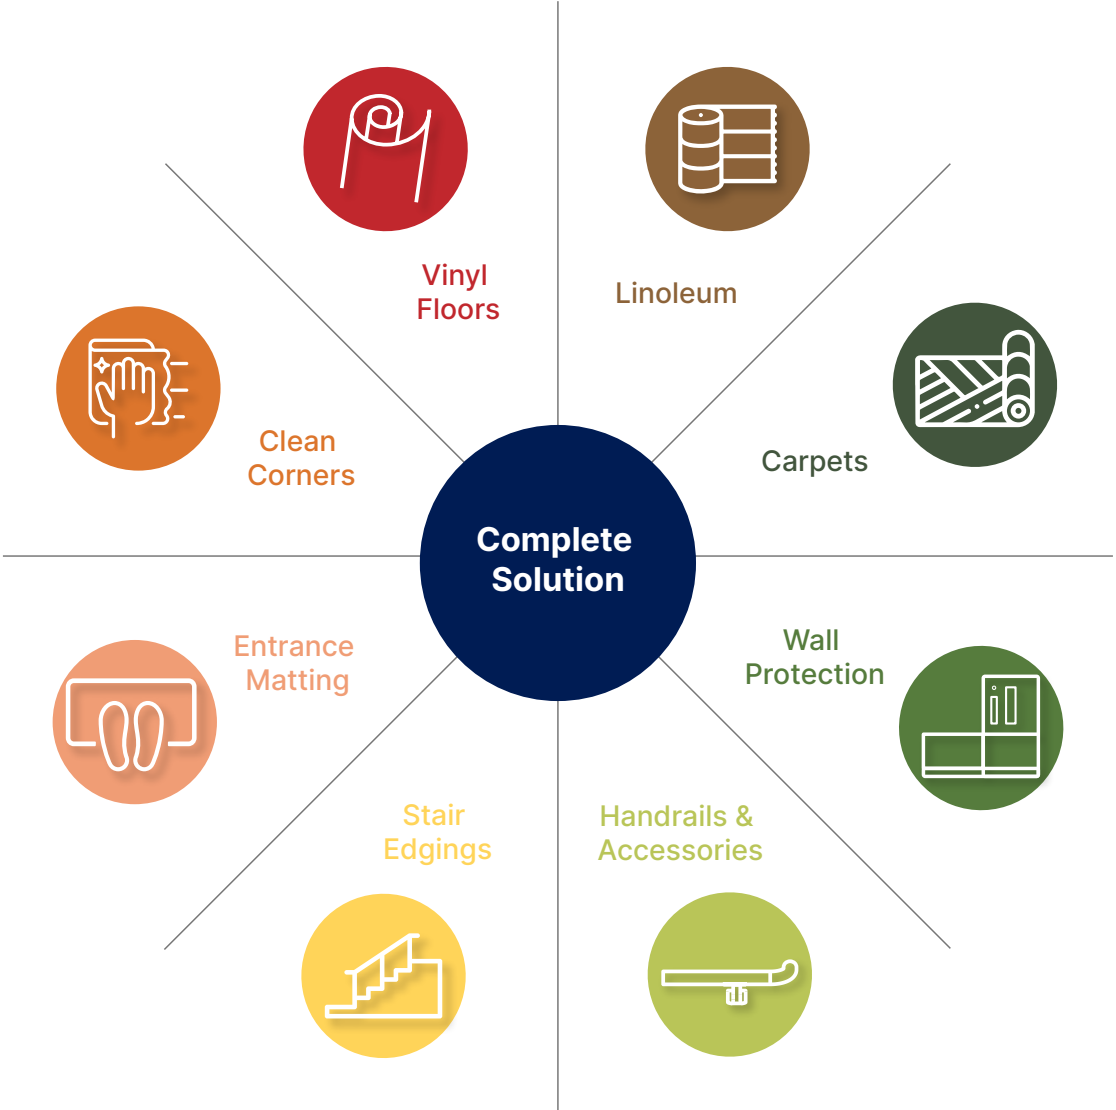 Vinyl
Floors
Linoleum
Clean
Corners
Carpets
Complete
Solution
Entrance
Matting
Wall
Protection
Stair
Edgings
Handrails &
Accessories